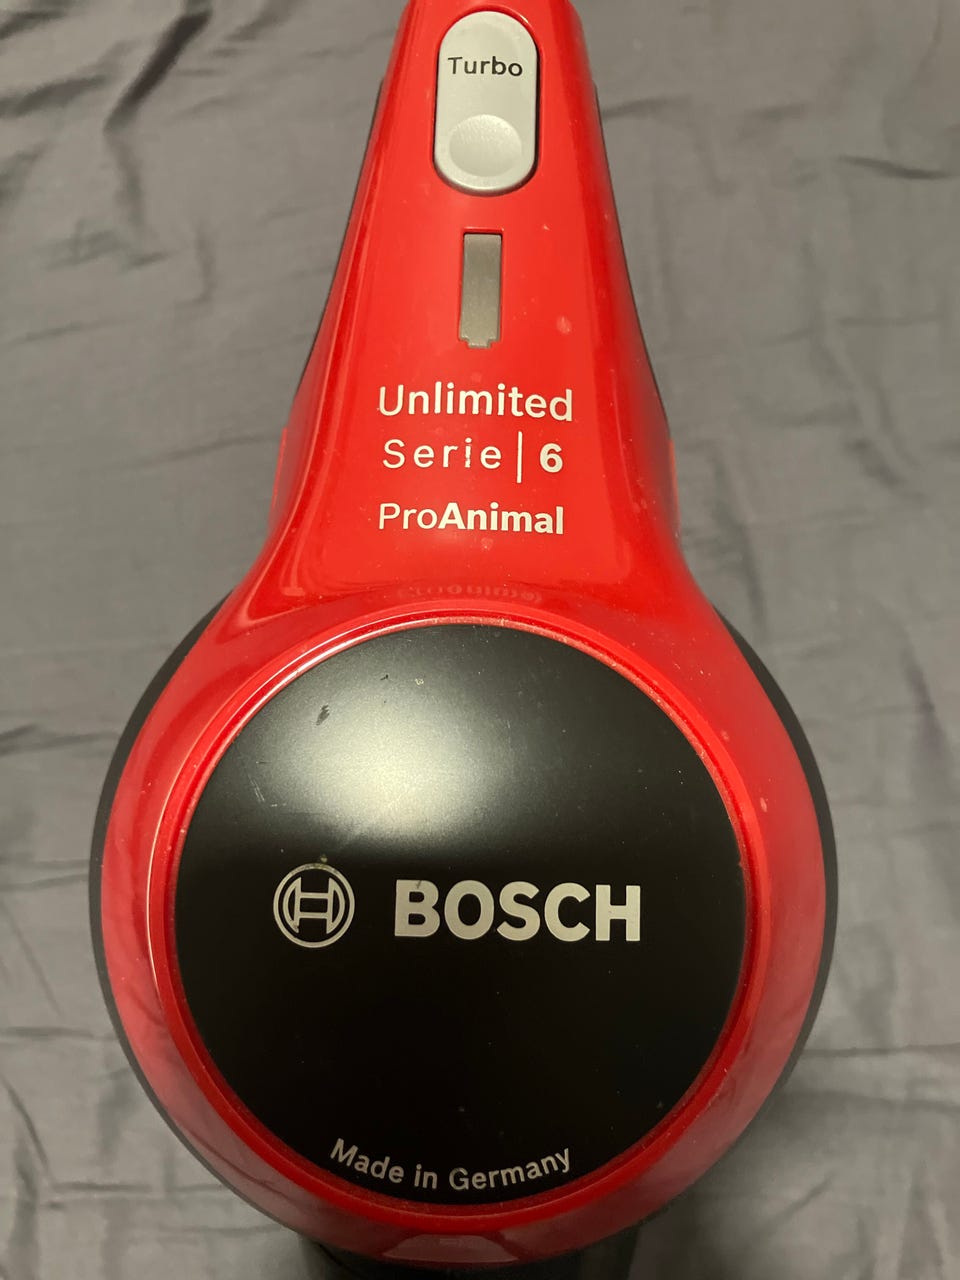 Turbo
Unlimited
Serie | 6
ProAnimal
BOSCH
Made in Germany